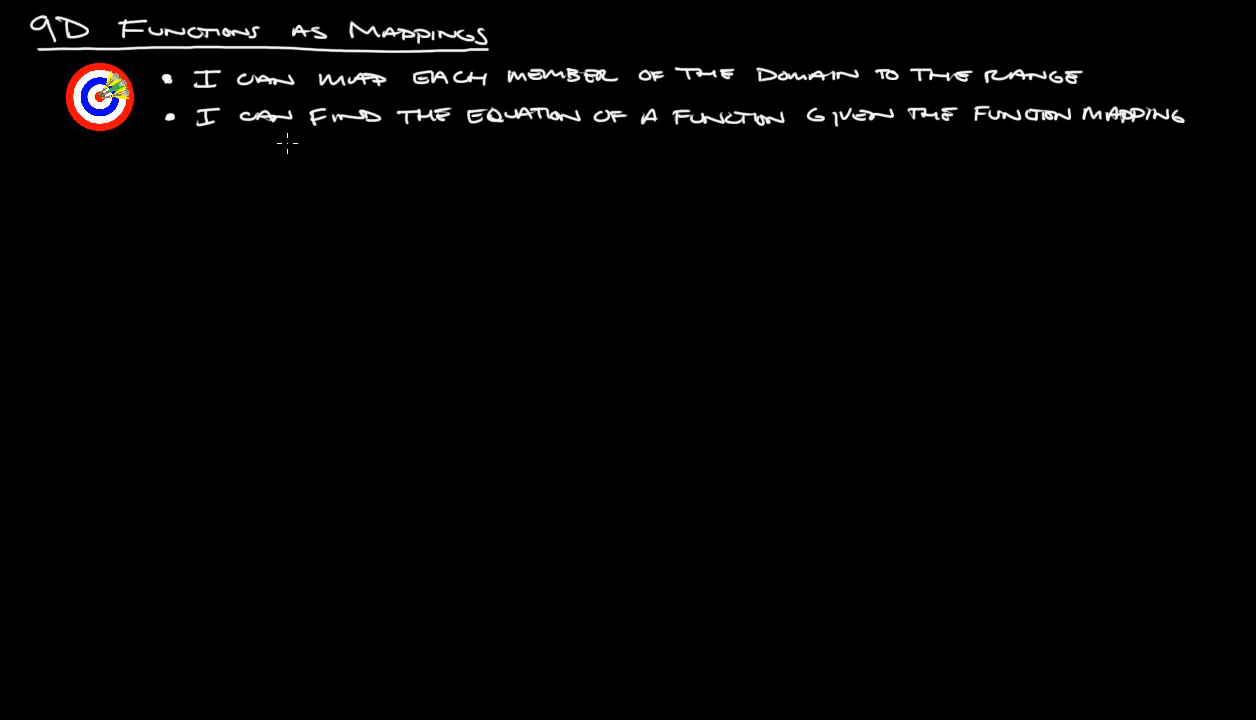 9D FUNCTIONS AS MAPPINGS
• I CAN MAP EACH MEMBER OF THE DOMAIN TO THE RANGE
• I CAN FIND THE EQUATION OF A FUNCTION GIVEN THE FUNCTION MAPPING